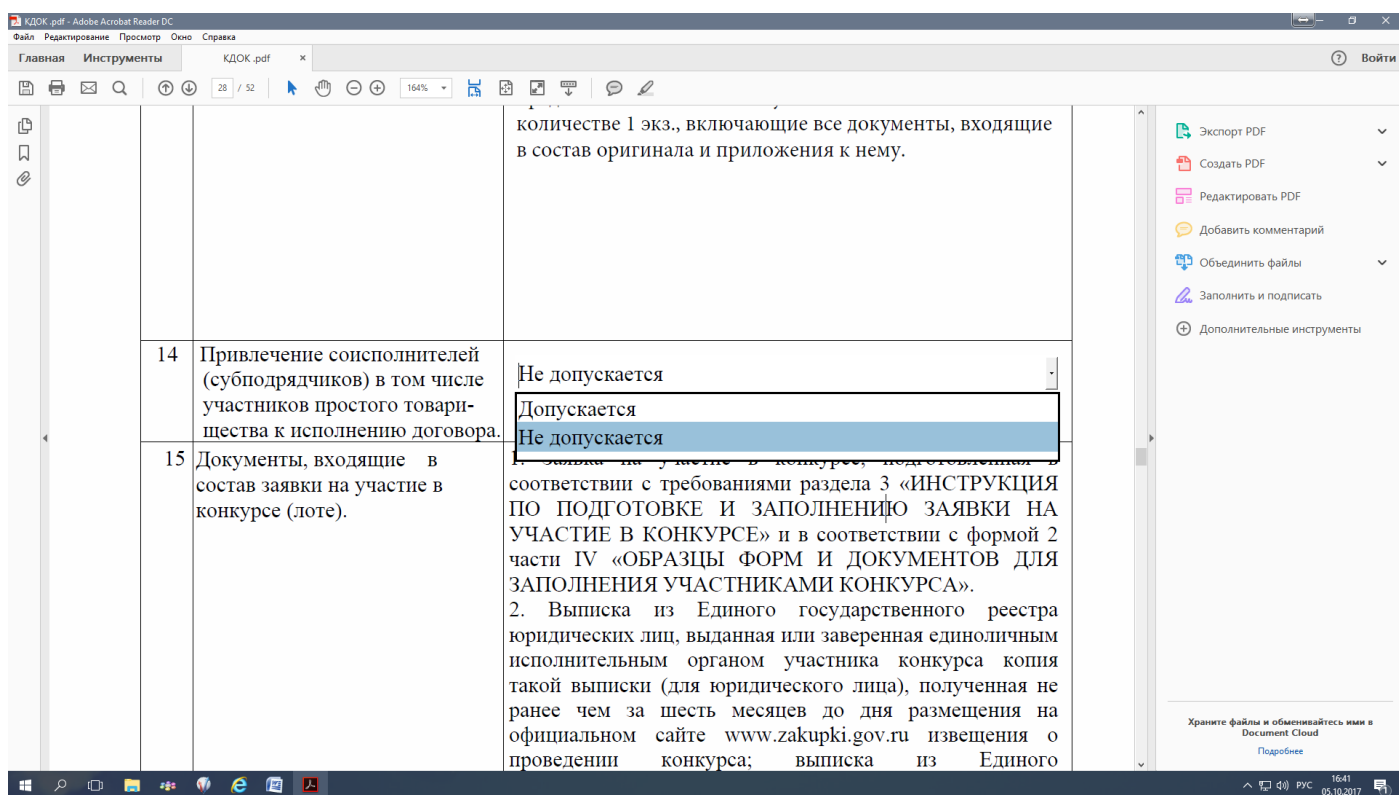 КДОК .pdf - Adobe Acrobat Reader DC
Файл Редактирование Просмотр Окно Справка
Главная Инструменты КДОК .pdf × Войти
28 / 52 164%
количестве 1 экз., включающие все документы, входящие
в состав оригинала и приложения к нему.
14 Привлечение соисполнителей
(субподрядчиков) в том числе
участников простого товари-
щества к исполнению договора.
Не допускается
Допускается
Не допускается
15 Документы, входящие в
состав заявки на участие в
конкурсе (лоте).
1. Заявка на участие в конкурсе, подготовленная в
соответствии с требованиями раздела 3 «ИНСТРУКЦИЯ
ПО ПОДГОТОВКЕ И ЗАПОЛНЕНИЮ ЗАЯВКИ НА
УЧАСТИЕ В КОНКУРСЕ» и в соответствии с формой 2
части IV «ОБРАЗЦЫ ФОРМ И ДОКУМЕНТОВ ДЛЯ
ЗАПОЛНЕНИЯ УЧАСТНИКАМИ КОНКУРСА».
2. Выписка из Единого государственного реестра
юридических лиц, выданная или заверенная единоличным
исполнительным органом участника конкурса копия
такой выписки (для юридического лица), полученная не
ранее чем за шесть месяцев до дня размещения на
официальном сайте www.zakupki.gov.ru извещения о
проведении конкурса; выписка из Единого
Экспорт PDF
Создать PDF
Редактировать PDF
Добавить комментарий
Объединить файлы
Заполнить и подписать
Дополнительные инструменты
Храните файлы и обменивайтесь ими в
Document Cloud
Подробнее
РУС 16:41
05.10.2017